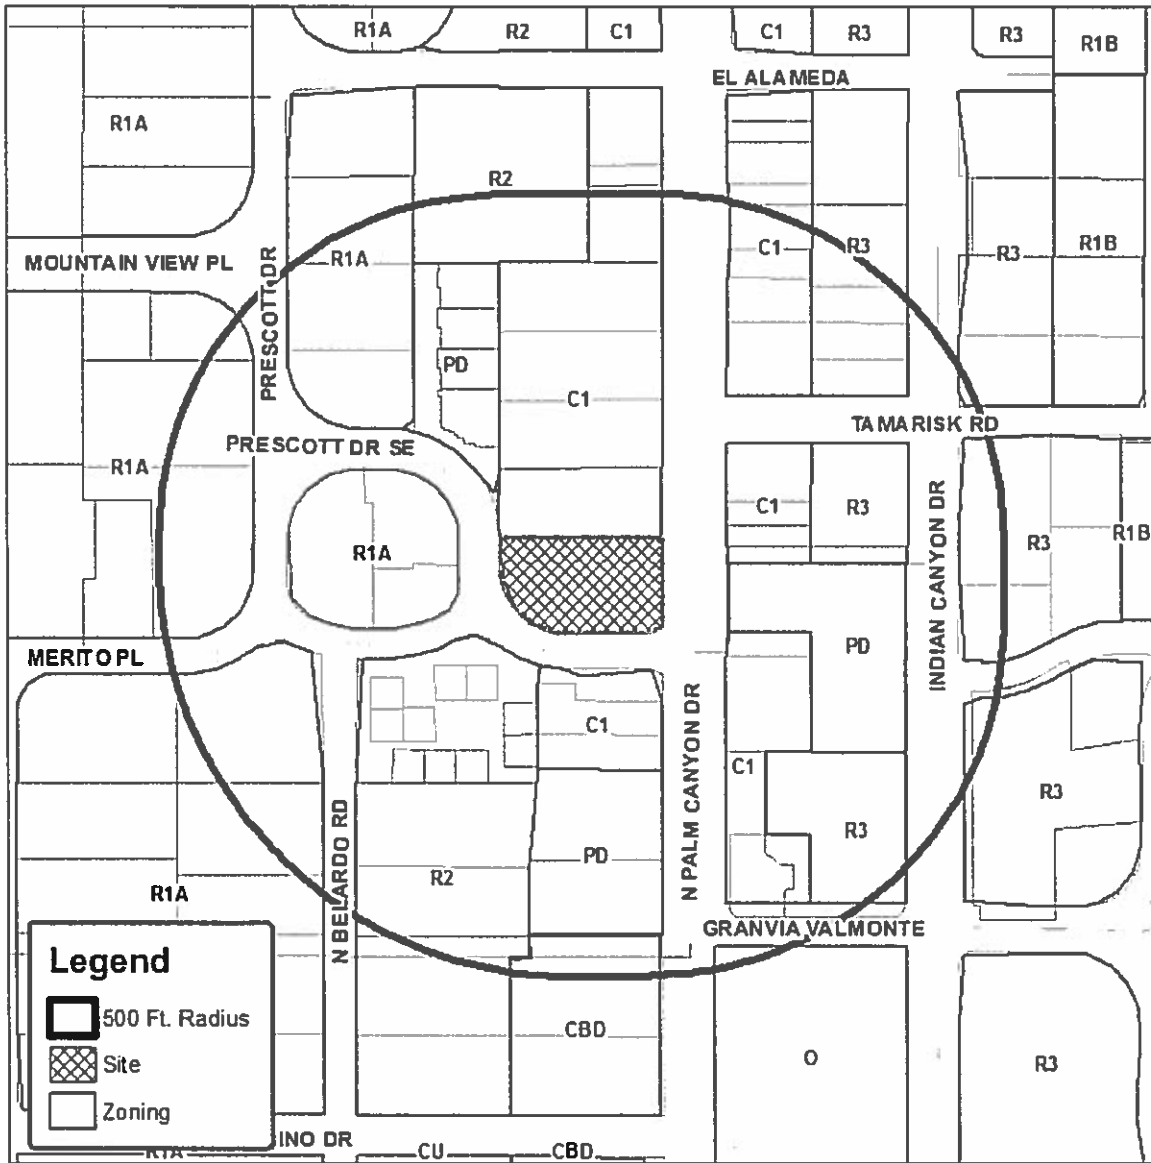 R1A
R2
C1
C1
R3
R3
R1B
EL ALAMEDA
R1A
R2
MOUNTAIN VIEW PL
PRESCOTT DR
R1A
C1
R3
R3
R1B
PD
C1
PRESCOTT DR SE
TAMARISK RD
R1A
R1A
C1
R3
INDIAN CANYON DR
R3
R1B
MERITO PL
PD
C1
N PALM CANYON DR
C1
R3
R3
N BELARDO RD
R1A
R2
PD
GRANVIA VALMONTE
Legend
500 Ft. Radius
Site
Zoning
CBD
O
R3
INO DR
R1A
CU
CBD